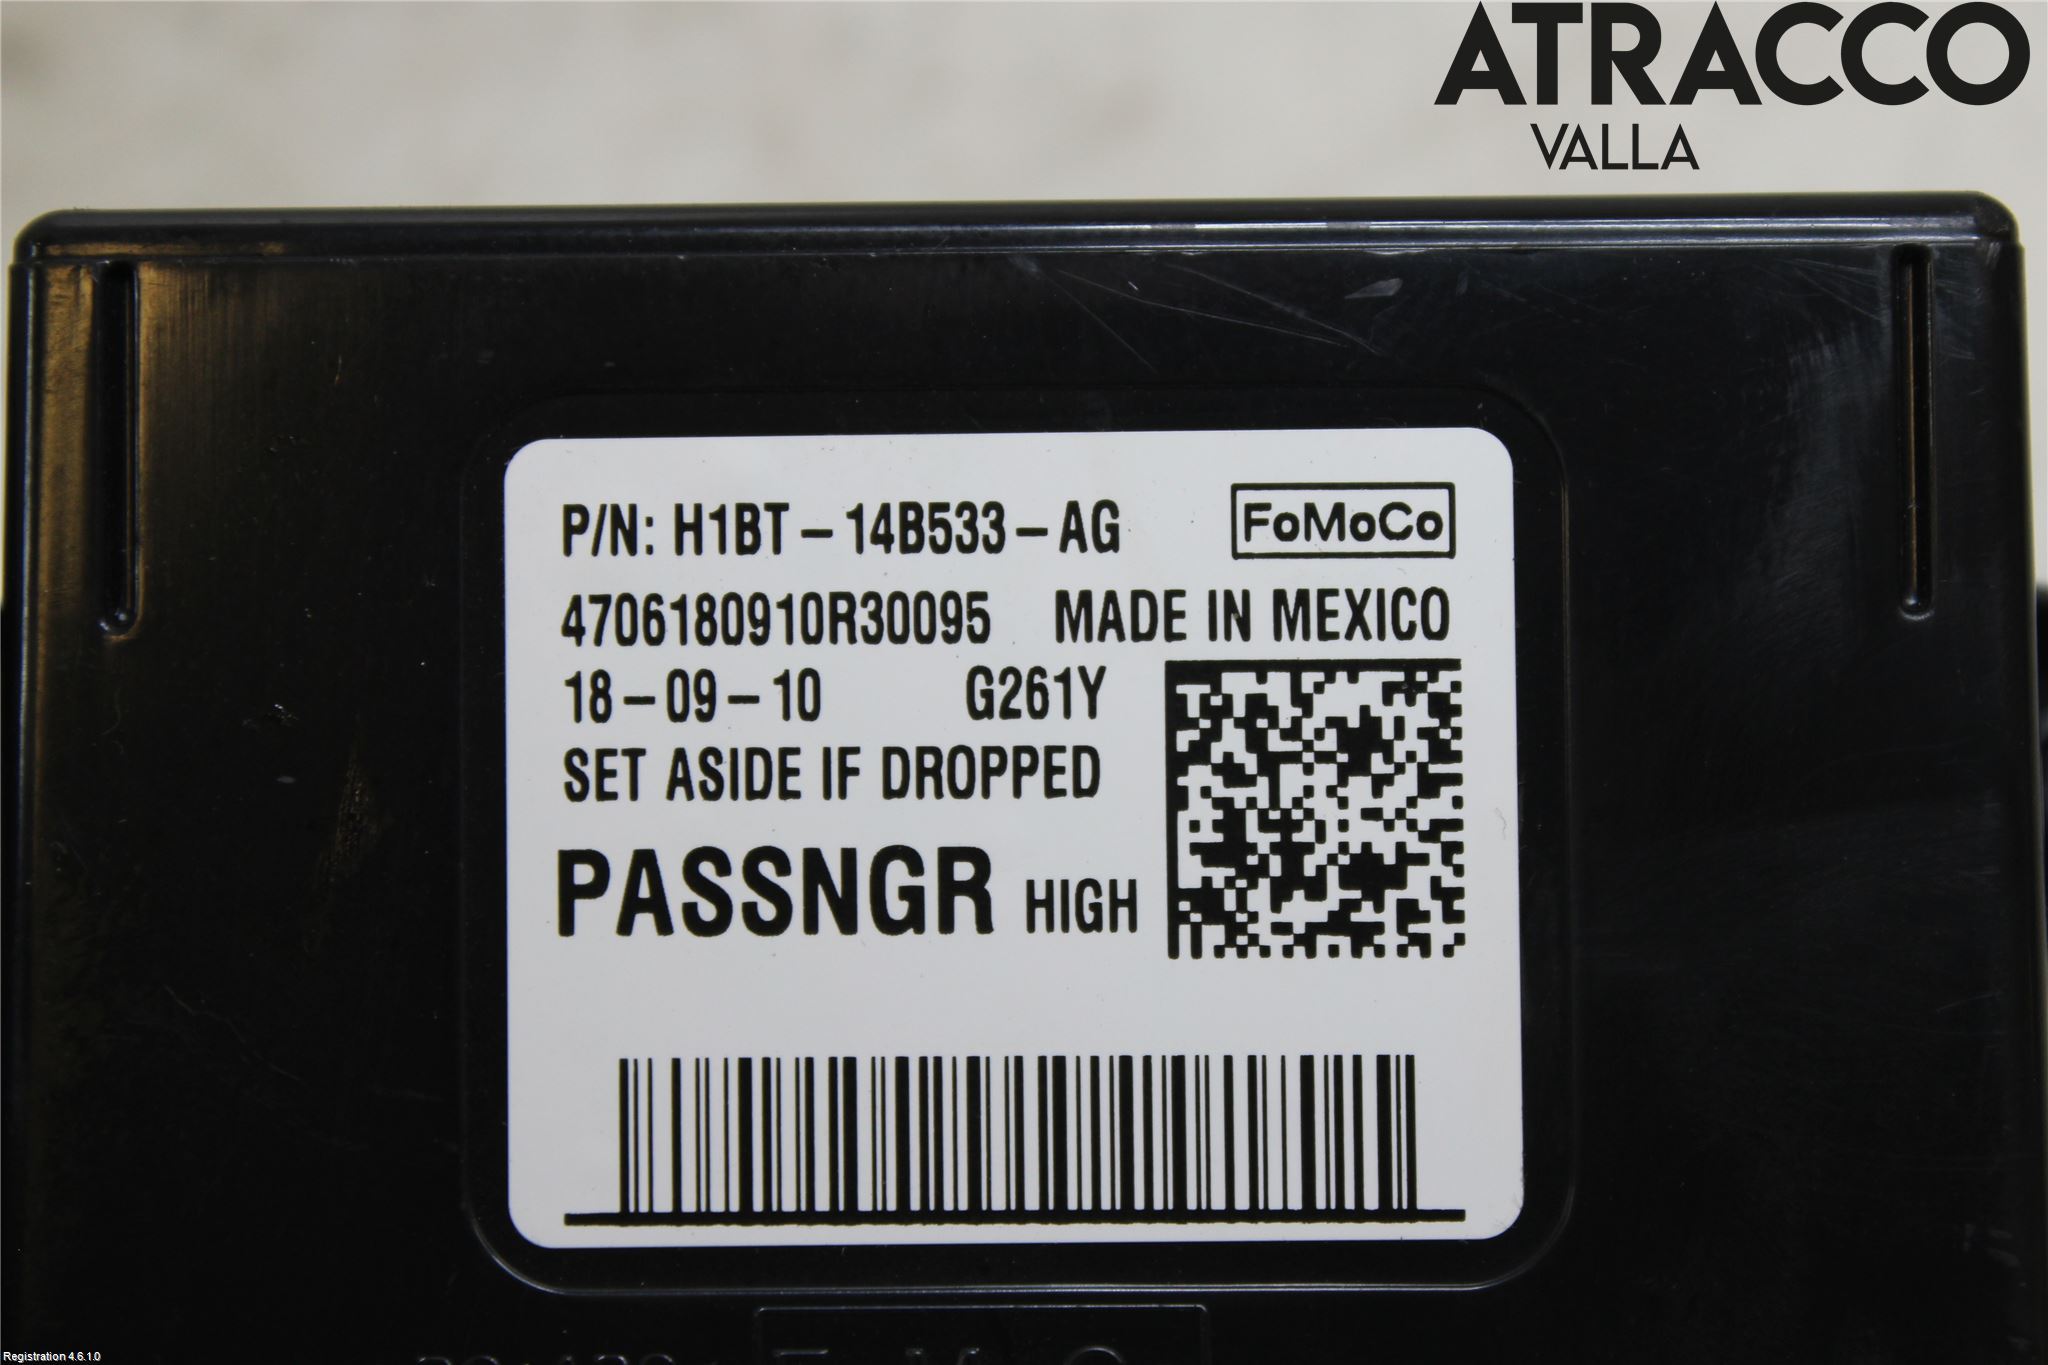 ATRACCO
VALLA
P/N: H1BT-14B533-AG FoMoCo
4706180910R30095 MADE IN MEXICO
18-09-10 G261Y
SET ASIDE IF DROPPED
PASSNGR HIGH
Registration 4.6.1.0